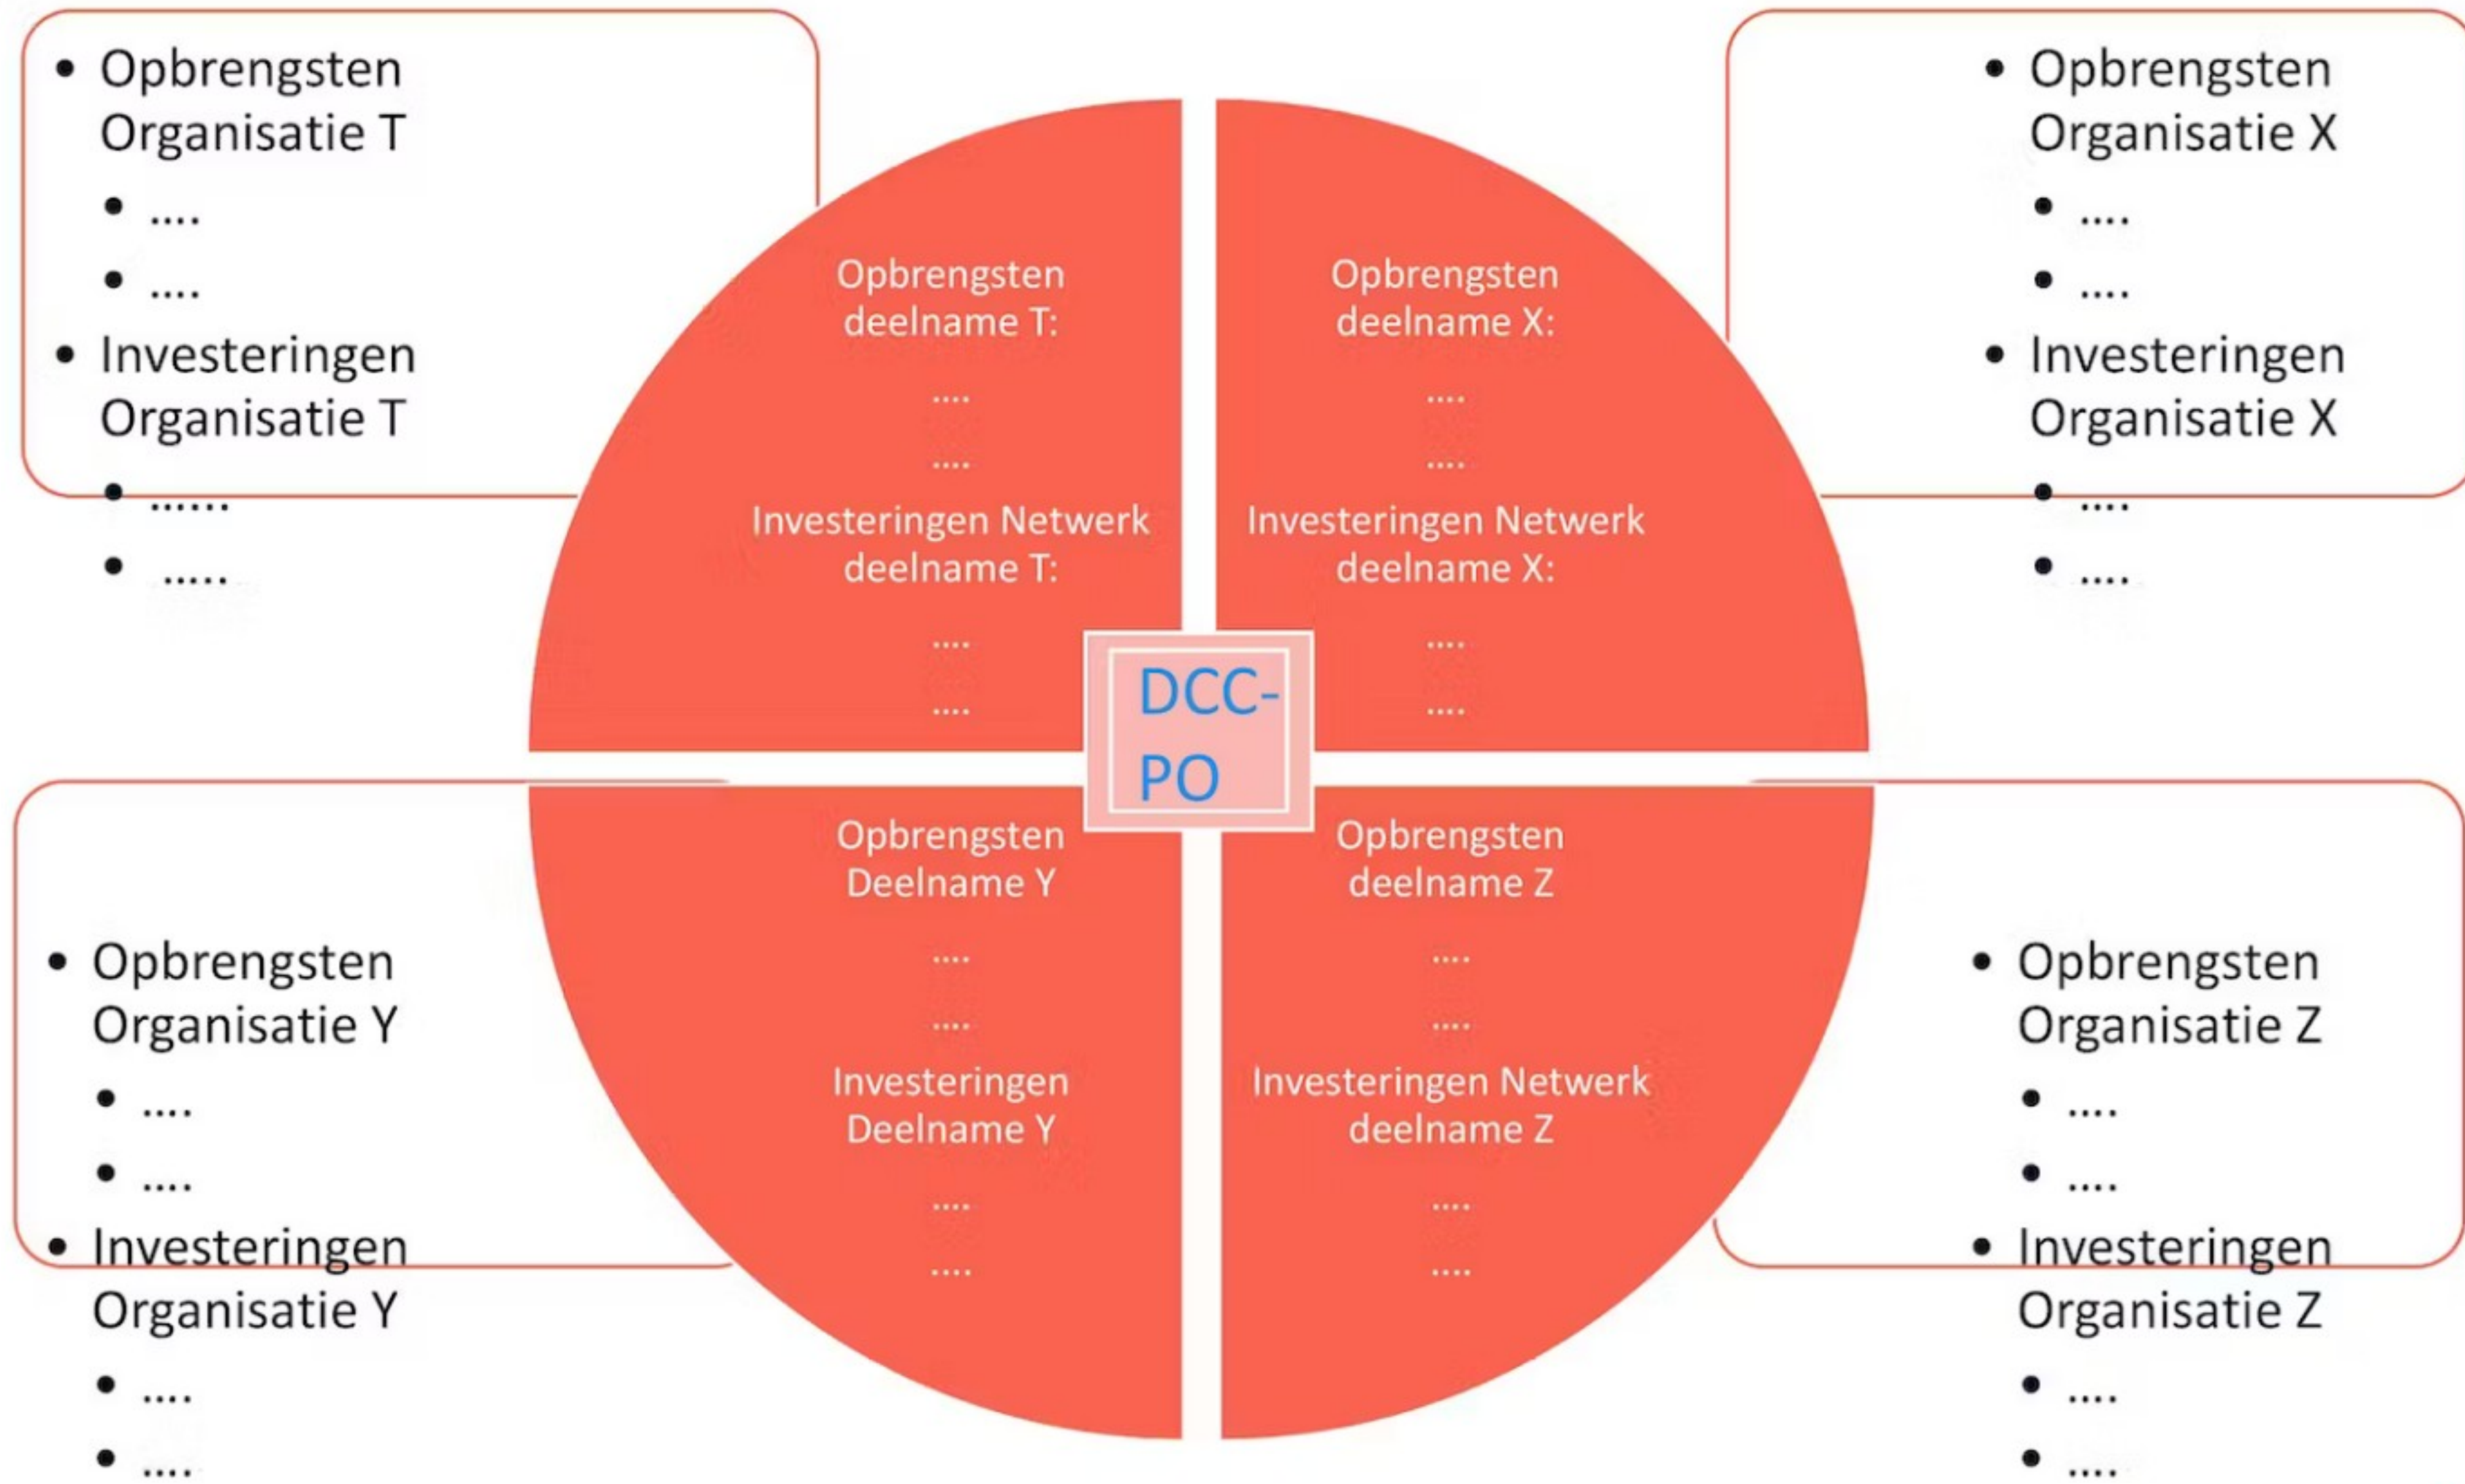 • Opbrengsten
Organisatie T
• ....
• ....
• Investeringen
Organisatie T
• ......
• .....
• Opbrengsten
Organisatie X
• ....
• ....
• Investeringen
Organisatie X
• ....
• ....
Opbrengsten
deelname T:
....
....
Investeringen Netwerk
deelname T:
....
....
Opbrengsten
deelname X:
....
....
Investeringen Netwerk
deelname X:
....
....
DCC-
PO
Opbrengsten
Deelname Y
....
....
Investeringen
Deelname Y
....
....
Opbrengsten
deelname Z
....
....
Investeringen Netwerk
deelname Z
....
....
• Opbrengsten
Organisatie Y
• ....
• ....
• Investeringen
Organisatie Y
• ....
• ....
• Opbrengsten
Organisatie Z
• ....
• ....
• Investeringen
Organisatie Z
• ....
• ....